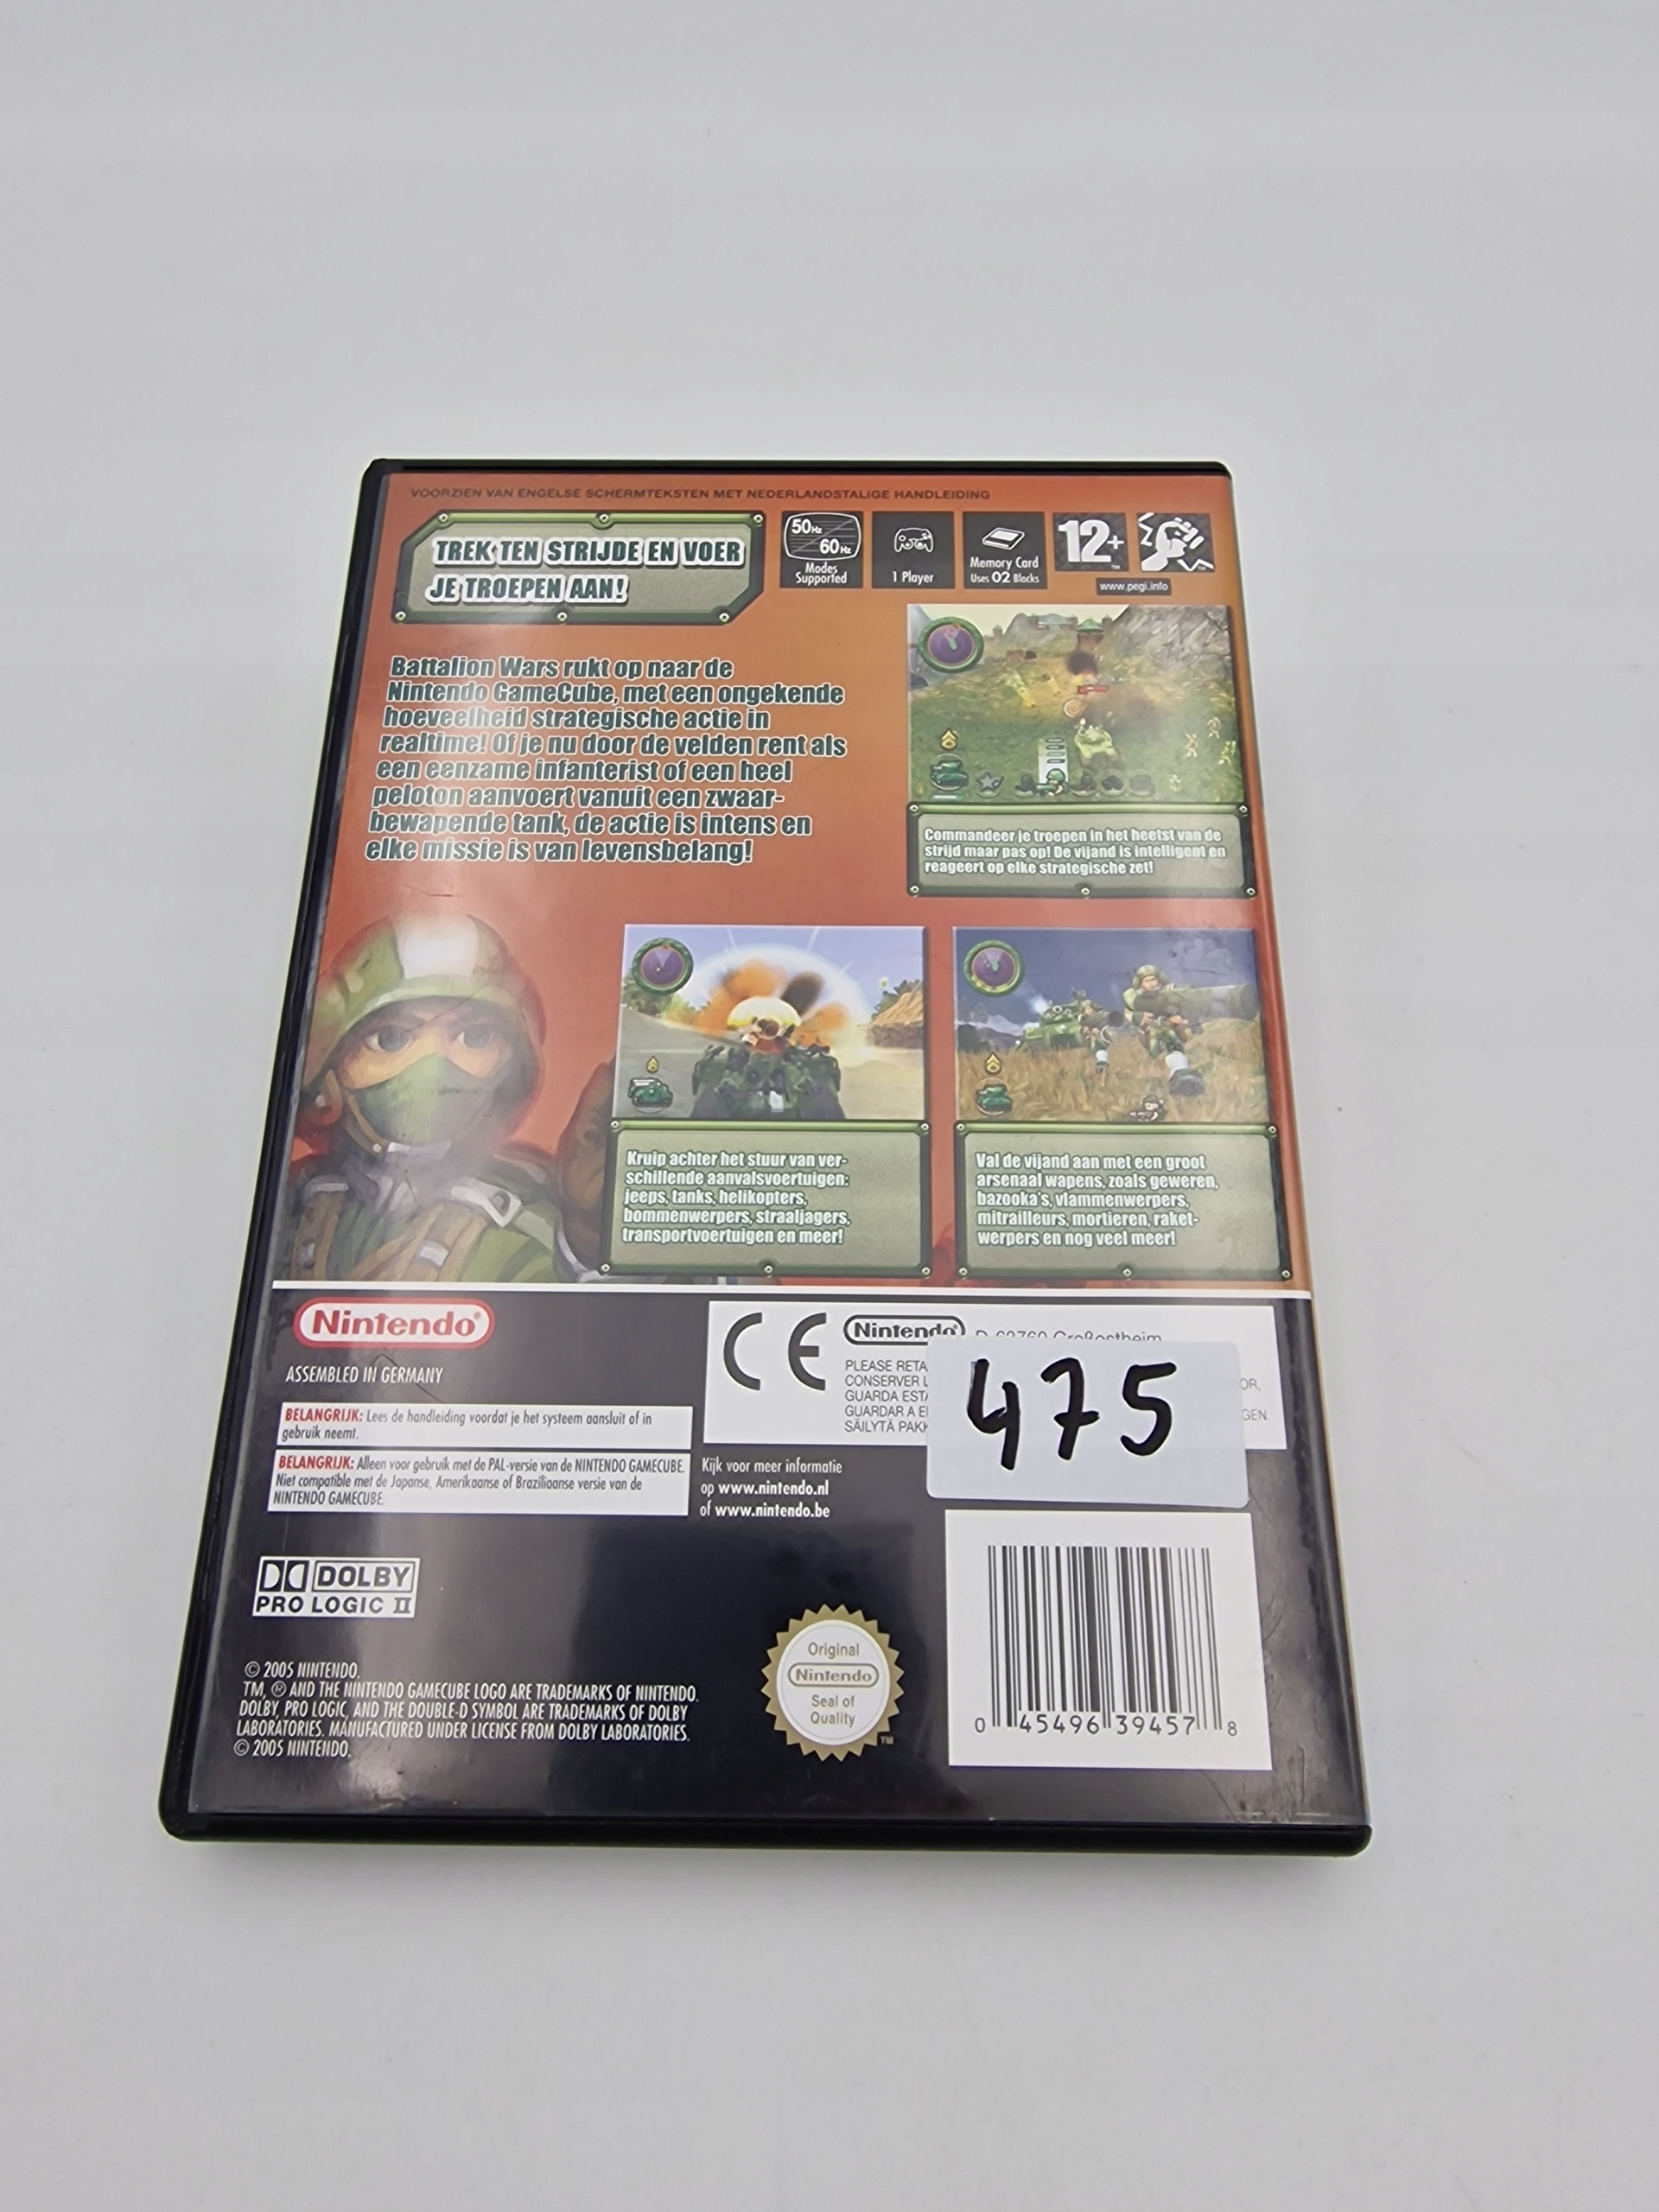 VOORZIEN VAN ENGELSE SCHERMTEKSTEN MET NEDERLANDSTALIGE HANDLEIDING
TREK TEN STRIJDE EN VOER
JE TROEPEN AAN!
50Hz
60Hz
Modes
Supported
1 Player
Memory Card
Uses 02 Blocks
12+
www.pegi.info
Battalion Wars rukt op naar de
Nintendo GameCube, met een ongekende
hoeveelheid strategische actie in
realtime! Of je nu door de velden rent als
een eenzame infanterist of een heel
peloton aanvoert vanuit een zwaar-
bewapende tank, de actie is intens en
elke missie is van levensbelang!
Commandeer je troepen in het heetst van de
strijd maar pas op! De vijand is intelligent en
reageert op elke strategische zet!
Kruip achter het stuur van ver-
schillende aanvalsvoertuigen:
jeeps, tanks, helikopters,
bommenwerpers, straaljagers,
transportvoertuigen en meer!
Val de vijand aan met een groot
arsenaal wapens, zoals geweren,
bazooka's, vlammenwerpers,
mitrailleurs, mortieren, raket-
werpers en nog veel meer!
Nintendo®
ASSEMBLED IN GERMANY
BELANGRIJK: Lees de handleiding voordat je het systeem aansluit of in
gebruik neemt.
BELANGRIJK: Alleen voor gebruik met de PAL-versie van de NINTENDO GAMECUBE.
Niet compatible met de Japanse, Amerikaanse of Braziliaanse versie van de
NINTENDO GAMECUBE.
CE
Nintendo D-63760 Großostheim
PLEASE RETA
CONSERVER L OR,
GUARDA ESTA
GUARDAR A E GEN.
SÄILYTÄ PAKK
475
Kijk voor meer informatie
op www.nintendo.nl
of www.nintendo.be
DOLBY
PRO LOGIC II
© 2005 NINTENDO.
TM, ® AND THE NINTENDO GAMECUBE LOGO ARE TRADEMARKS OF NINTENDO.
DOLBY, PRO LOGIC, AND THE DOUBLE-D SYMBOL ARE TRADEMARKS OF DOLBY
LABORATORIES. MANUFACTURED UNDER LICENSE FROM DOLBY LABORATORIES.
© 2005 NINTENDO.
Original
Nintendo
Seal of
Quality
TM
0 45496 39457 8